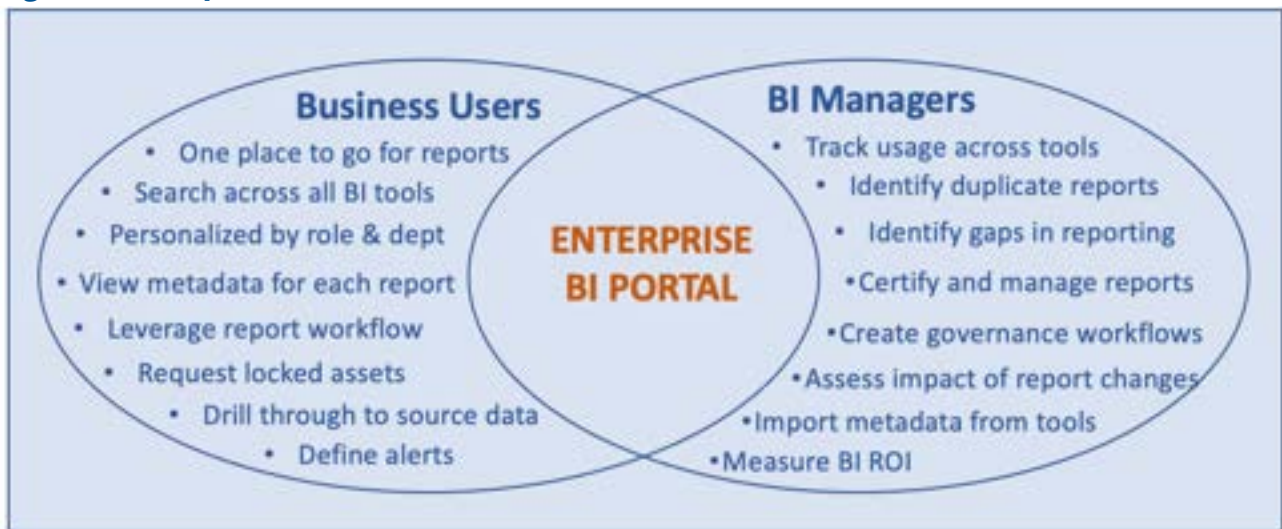 Business Users
• One place to go for reports
• Search across all BI tools
• Personalized by role & dept
• View metadata for each report
• Leverage report workflow
• Request locked assets
• Drill through to source data
• Define alerts
ENTERPRISE
BI PORTAL
BI Managers
• Track usage across tools
• Identify duplicate reports
• Identify gaps in reporting
•Certify and manage reports
•Create governance workflows
•Assess impact of report changes
•Import metadata from tools
•Measure BI ROI